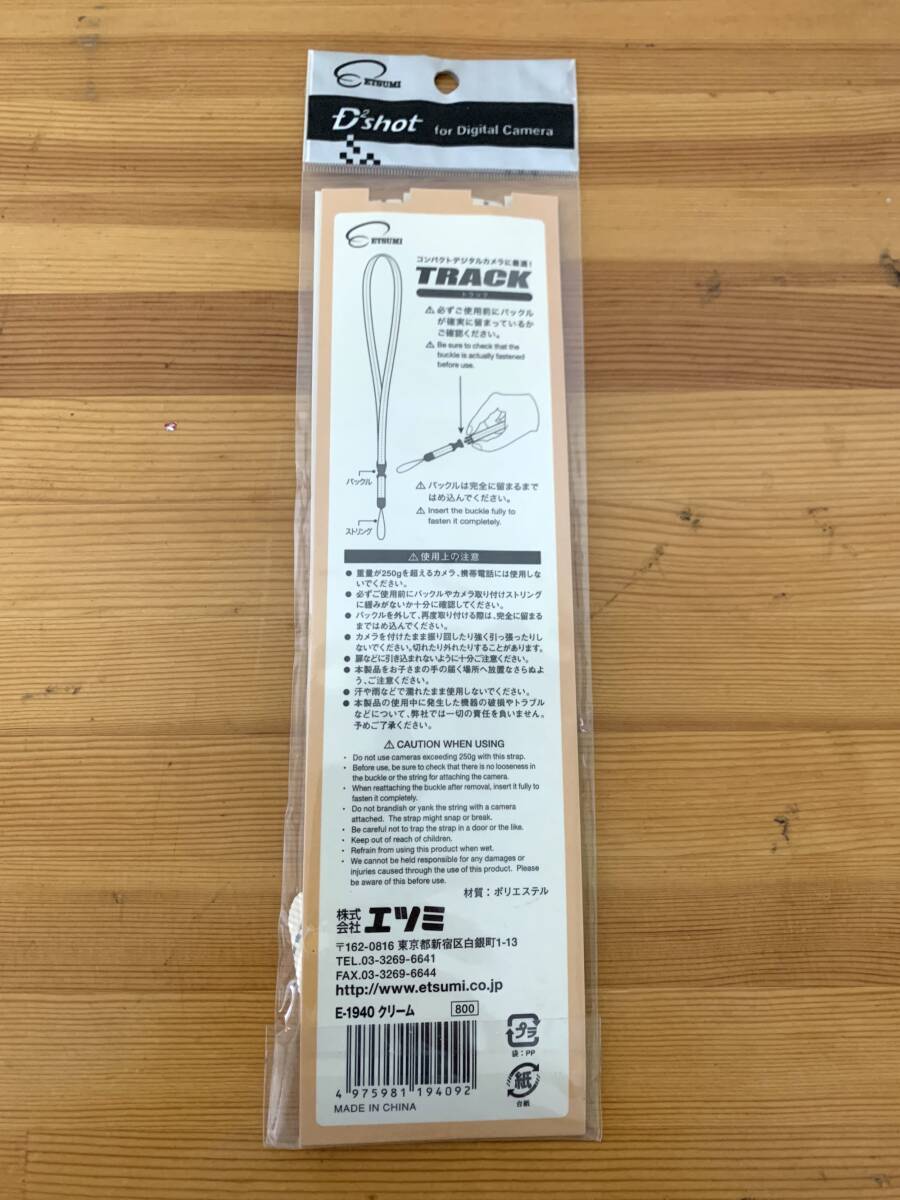 ETSUMI
D²shot for Digital Camera
ETSUMI
コンパクトデジタルカメラに最適!
TRACK
トラック
⚠必ずご使用前にバックル
が確実に留まっているか
ご確認ください。
⚠ Be sure to check that the
buckle is actually fastened
before use.
バックル
ストリング
⚠ バックルは完全に留まるまで
はめ込んでください。
⚠ Insert the buckle fully to
fasten it completely.
⚠使用上の注意
● 重量が250gを超えるカメラ、携帯電話には使用しな
いでください。
● 必ずご使用前にバックルやカメラ取り付けストリング
に緩みがないか十分に確認してください。
● バックルを外して、再度取り付ける際は、完全に留まる
まではめ込んでください。
● カメラを付けたまま振り回したり強く引っ張ったりし
ないでください。切れたり外れたりすることがあります。
● 扉などに引き込まれないように十分ご注意ください。
● 本製品をお子さまの手の届く場所へ放置なさらぬよ
う、ご注意ください。
● 汗や雨などで濡れたまま使用しないでください。
● 本製品の使用中に発生した機器の破損やトラブル
などについて、弊社では一切の責任を負いません。
予めご了承ください。
⚠ CAUTION WHEN USING
・ Do not use cameras exceeding 250g with this strap.
・ Before use, be sure to check that there is no looseness in
the buckle or the string for attaching the camera.
・ When reattaching the buckle after removal, insert it fully to
fasten it completely.
・ Do not brandish or yank the string with a camera
attached. The strap might snap or break.
・ Be careful not to trap the strap in a door or the like.
・ Keep out of reach of children.
・ Refrain from using this product when wet.
・ We cannot be held responsible for any damages or
injuries caused through the use of this product. Please
be aware of this before use.
材質:ポリエステル
株式会社 エツミ
〒162-0816 東京都新宿区白銀町1-13
TEL.03-3269-6641
FAX.03-3269-6644
http://www.etsumi.co.jp
E-1940 クリーム 800
4 975981 194092
MADE IN CHINA
プラ
袋:PP
紙
台紙